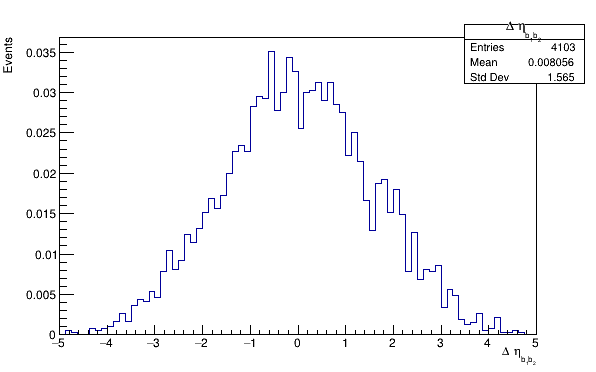 Δ η_{b_1b_2}
Entries 4103
Mean 0.008056
Std Dev 1.565
Events
0.035
0.03
0.025
0.02
0.015
0.01
0.005
0
−5 −4 −3 −2 −1 0 1 2 3 4 5
Δ η_{b_1b_2}